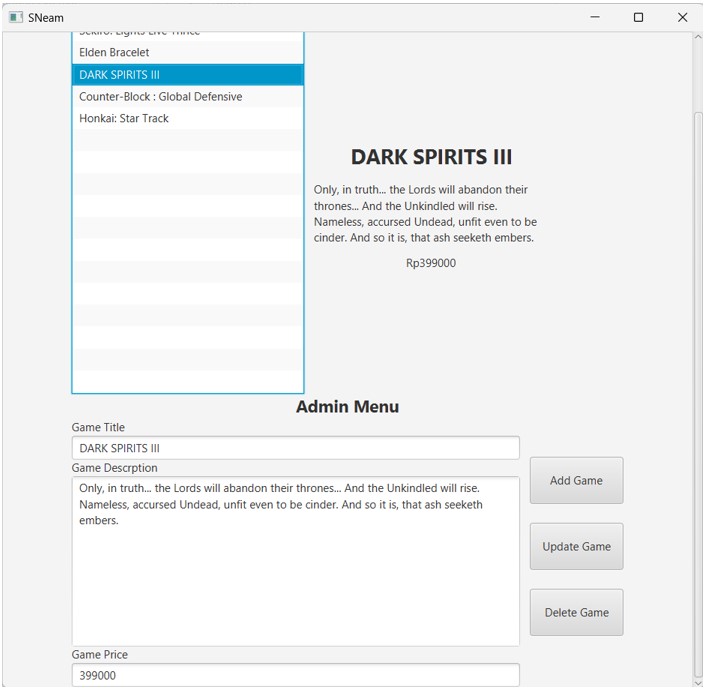 SNeam
Sekiro: Lights Live Thrice
Elden Bracelet
DARK SPIRITS III
Counter-Block : Global Defensive
Honkai: Star Track
DARK SPIRITS III
Only, in truth... the Lords will abandon their
thrones... And the Unkindled will rise.
Nameless, accursed Undead, unfit even to be
cinder. And so it is, that ash seeketh embers.
Rp399000
Admin Menu
Game Title
DARK SPIRITS III
Game Descrption
Only, in truth... the Lords will abandon their thrones... And the Unkindled will rise.
Nameless, accursed Undead, unfit even to be cinder. And so it is, that ash seeketh
embers.
Add Game
Update Game
Delete Game
Game Price
399000